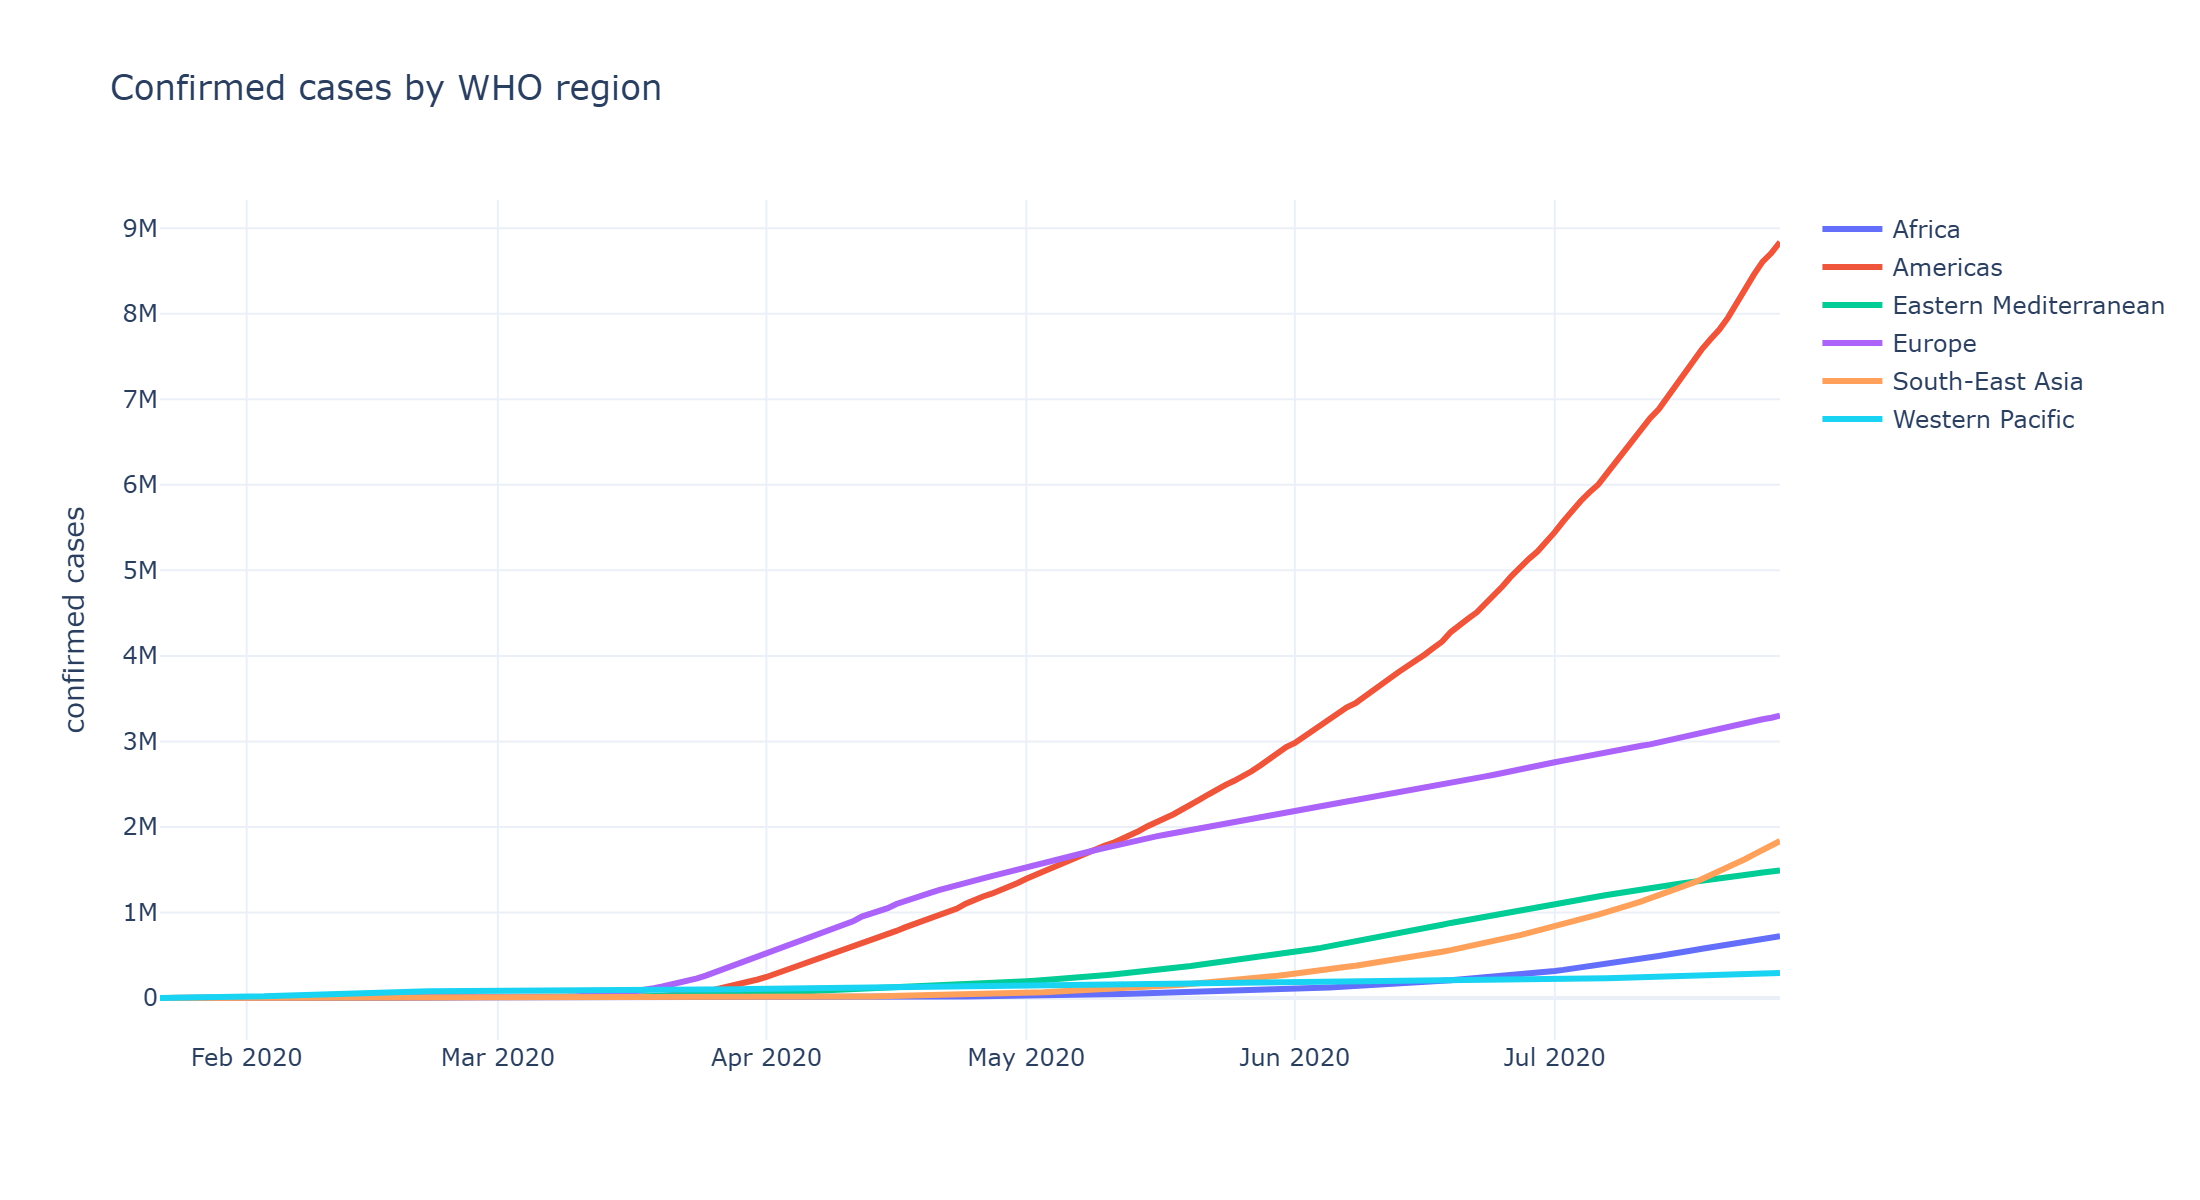 Confirmed cases by WHO region
9M
8M
7M
6M
5M
4M
3M
2M
1M
0
confirmed cases
Feb 2020
Mar 2020
Apr 2020
May 2020
Jun 2020
Jul 2020
Africa
Americas
Eastern Mediterranean
Europe
South-East Asia
Western Pacific